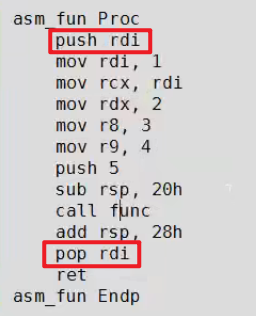 asm_fun Proc
push rdi
mov rdi, 1
mov rcx, rdi
mov rdx, 2
mov r8, 3
mov r9, 4
push 5
sub rsp, 20h
call func
add rsp, 28h
pop rdi
ret
asm_fun Endp